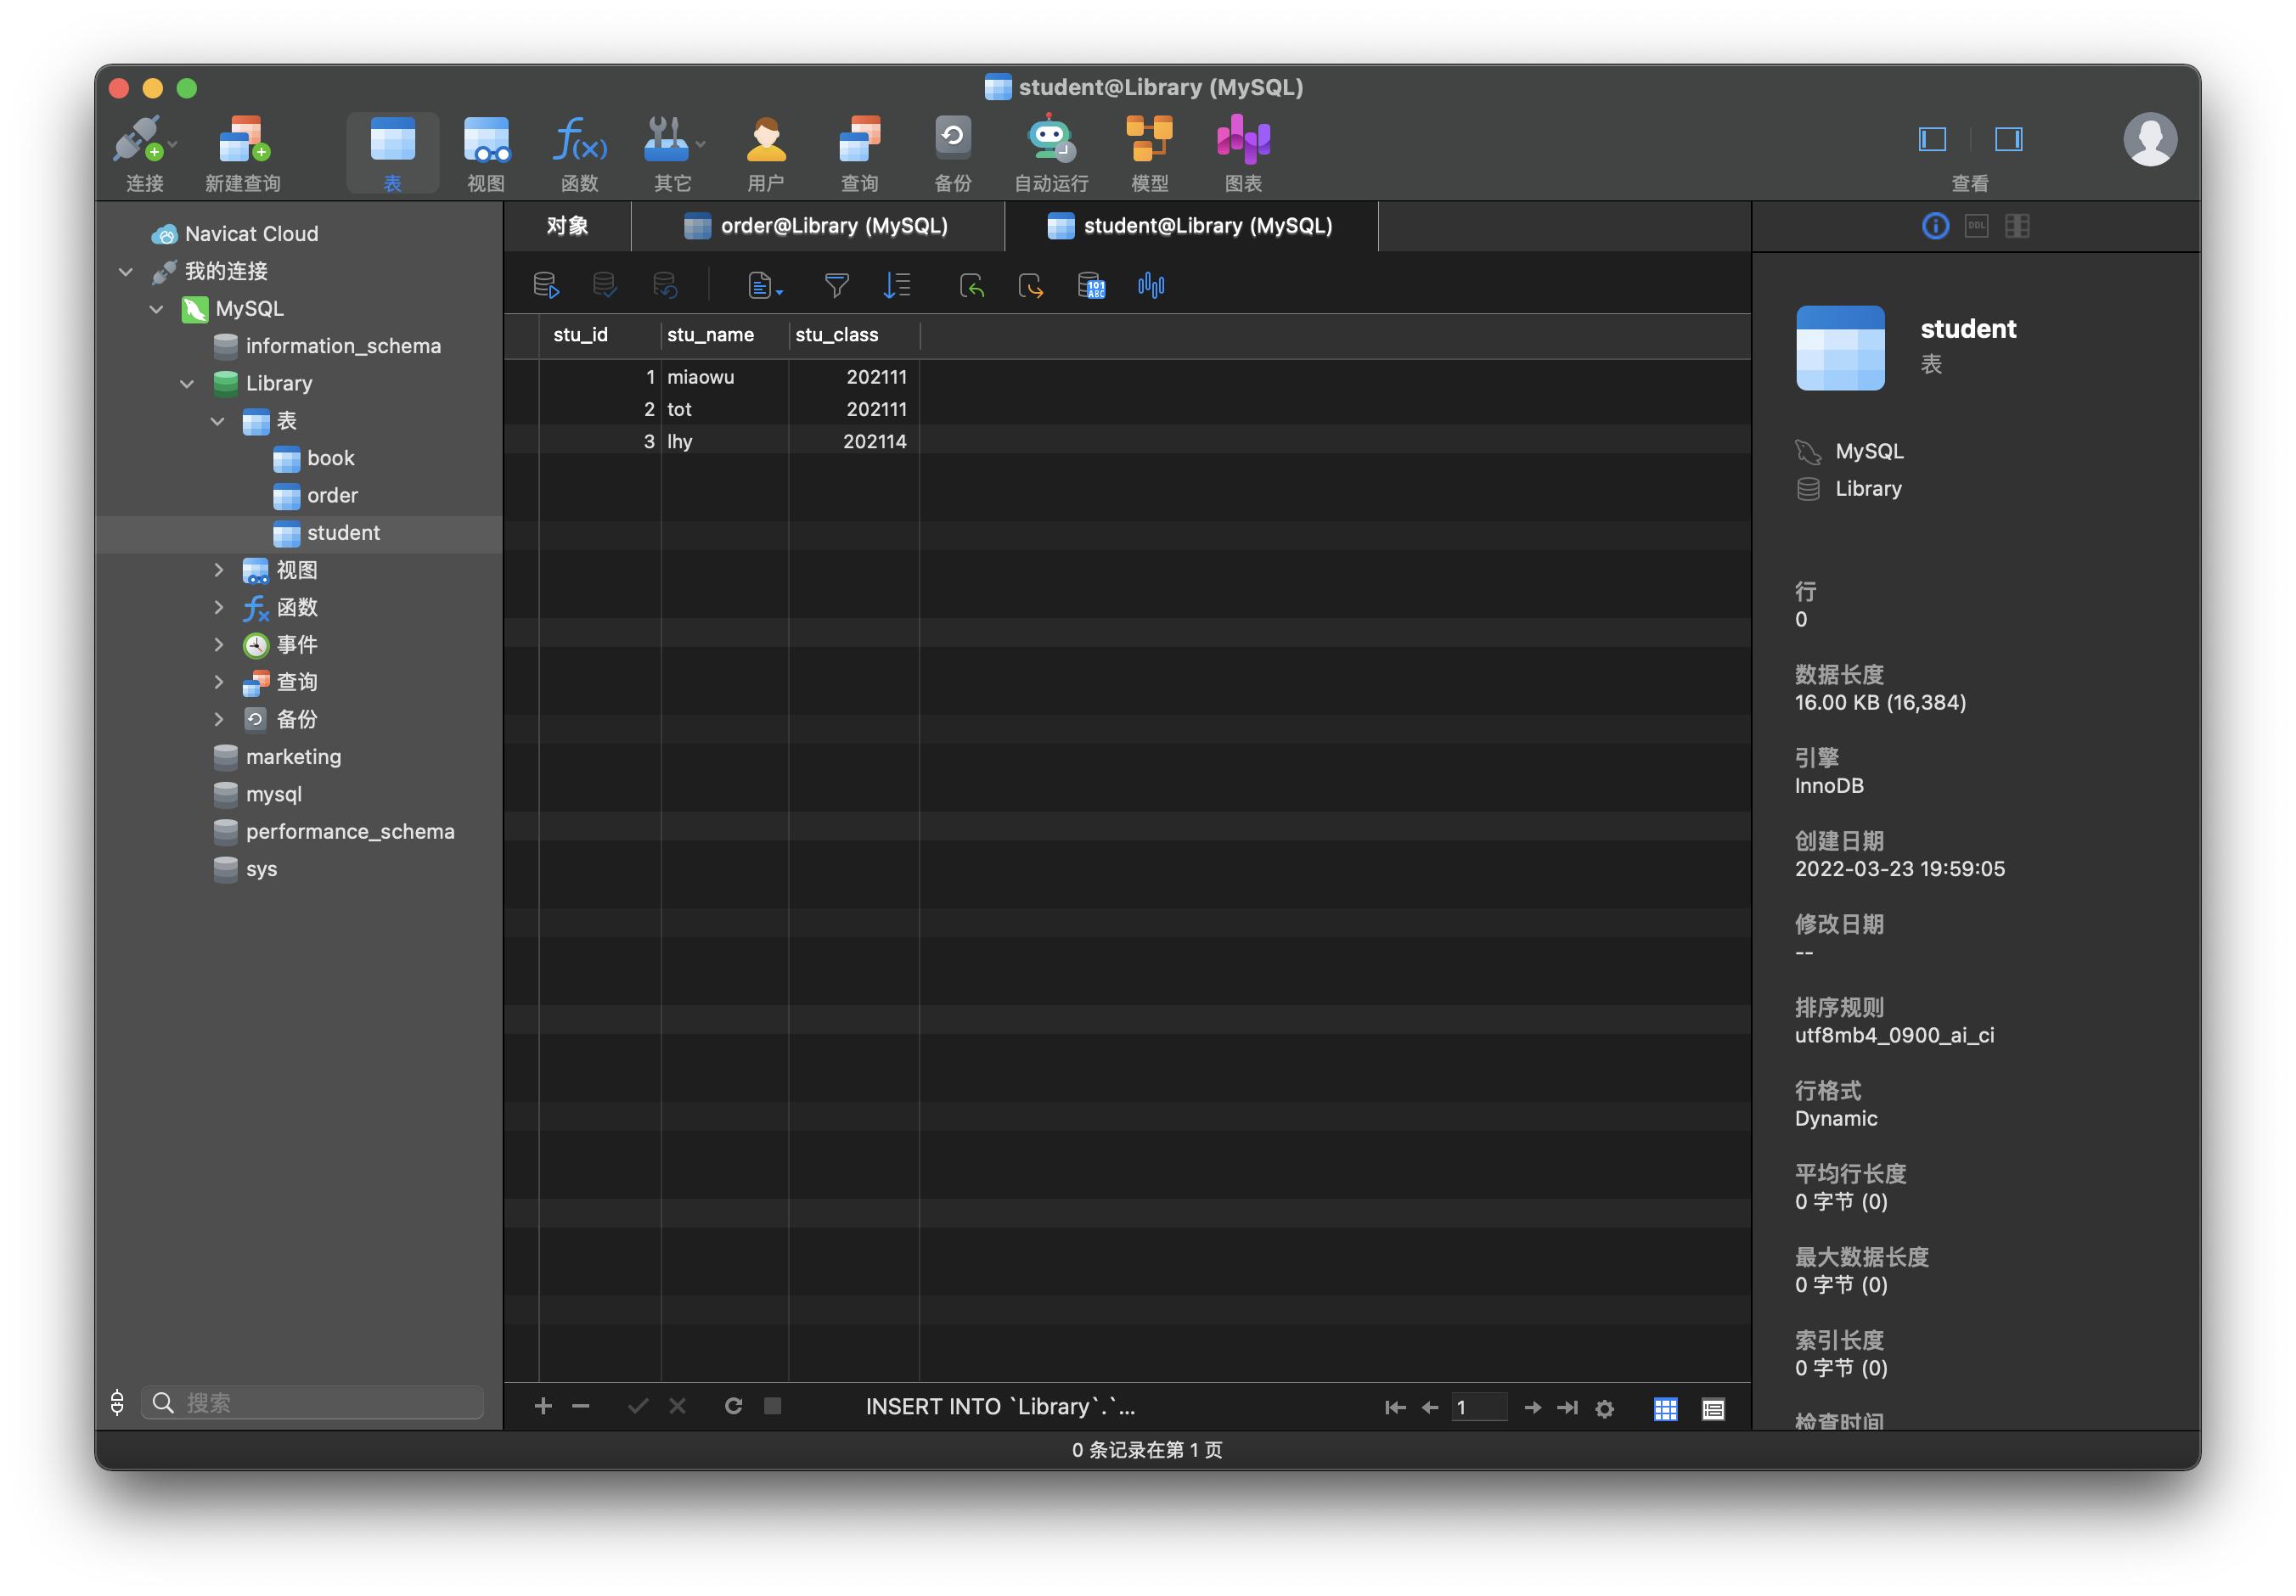 student@Library (MySQL)
连接
新建查询
表
视图
函数
其它
用户
查询
备份
自动运行
模型
图表
查看
Navicat Cloud
我的连接
MySQL
information_schema
Library
表
book
order
student
视图
函数
事件
查询
备份
marketing
mysql
performance_schema
sys
搜索
对象
order@Library (MySQL)
student@Library (MySQL)
stu_id stu_name stu_class
1 miaowu 202111
2 tot 202111
3 lhy 202114
INSERT INTO `Library`.`...
1
DDL
student
表
MySQL
Library
行
0
数据长度
16.00 KB (16,384)
引擎
InnoDB
创建日期
2022-03-23 19:59:05
修改日期
--
排序规则
utf8mb4_0900_ai_ci
行格式
Dynamic
平均行长度
0 字节 (0)
最大数据长度
0 字节 (0)
索引长度
0 字节 (0)
检查时间
0 条记录在第 1 页